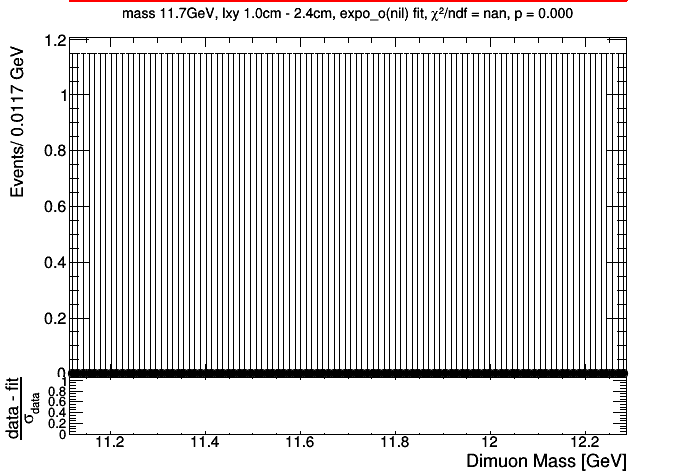 mass 11.7GeV, lxy 1.0cm - 2.4cm, expo_o(nil) fit, χ²/ndf = nan, p = 0.000
Events/ 0.0117 GeV
1.2
1
0.8
0.6
0.4
0.2
0
data - fit
σdata
1
0.8
0.6
0.4
0.2
0
11.2 11.4 11.6 11.8 12 12.2
Dimuon Mass [GeV]